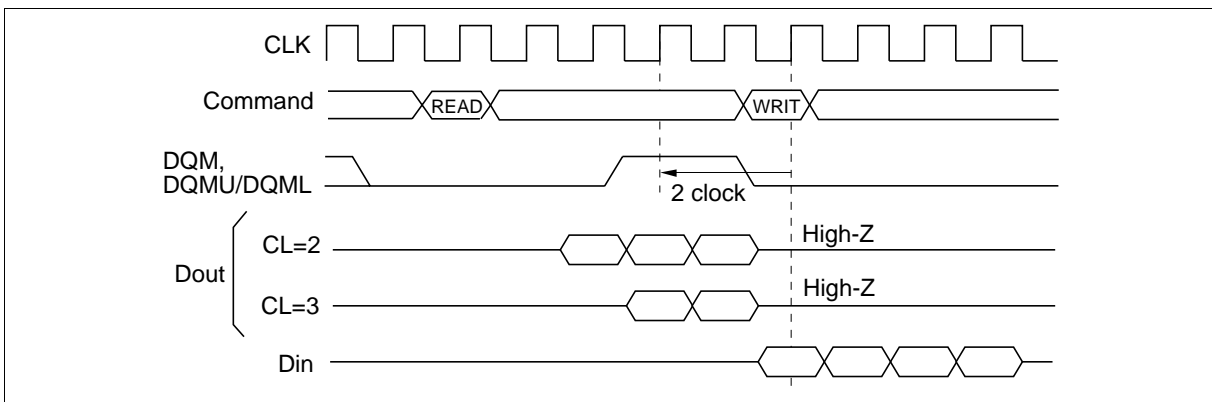 CLK
Command
READ
WRIT
DQM,
DQMU/DQML
2 clock
CL=2
High-Z
Dout
CL=3
High-Z
Din